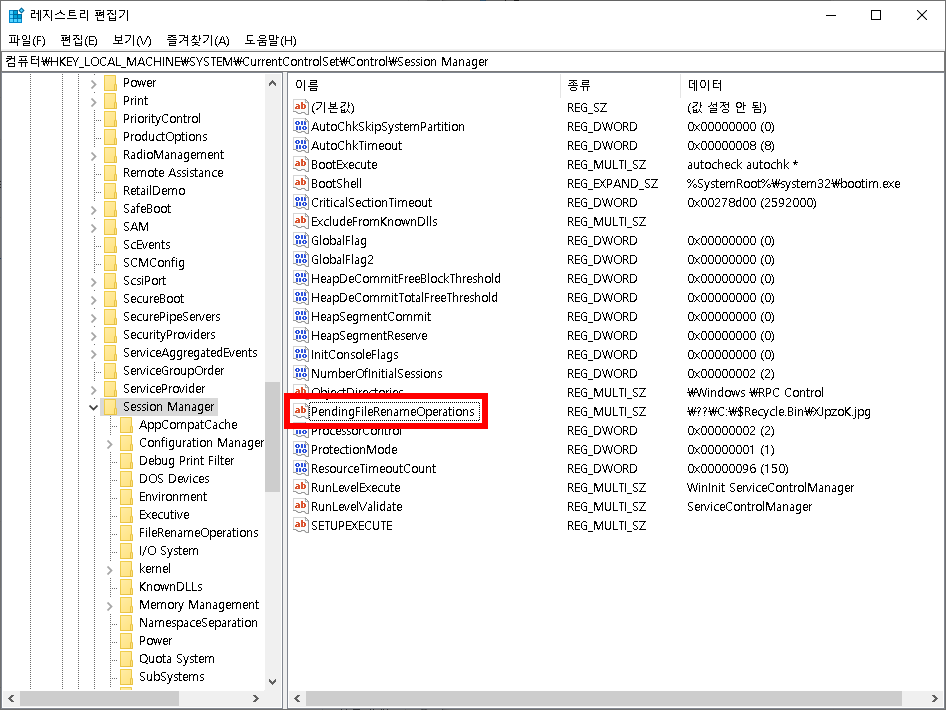 레지스트리 편집기
파일(F) 편집(E) 보기(V) 즐겨찾기(A) 도움말(H)
컴퓨터₩HKEY_LOCAL_MACHINE₩SYSTEM₩CurrentControlSet₩Control₩Session Manager
Power
Print
PriorityControl
ProductOptions
RadioManagement
Remote Assistance
RetailDemo
SafeBoot
SAM
ScEvents
SCMConfig
ScsiPort
SecureBoot
SecurePipeServers
SecurityProviders
ServiceAggregatedEvents
ServiceGroupOrder
ServiceProvider
Session Manager
AppCompatCache
Configuration Manager
Debug Print Filter
DOS Devices
Environment
Executive
FileRenameOperations
I/O System
kernel
KnownDLLs
Memory Management
NamespaceSeparation
Power
Quota System
SubSystems
이름 종류 데이터
(기본값) REG_SZ (값 설정 안 됨)
AutoChkSkipSystemPartition REG_DWORD 0x00000000 (0)
AutoChkTimeout REG_DWORD 0x00000008 (8)
BootExecute REG_MULTI_SZ autocheck autochk *
BootShell REG_EXPAND_SZ %SystemRoot%₩system32₩bootim.exe
CriticalSectionTimeout REG_DWORD 0x00278d00 (2592000)
ExcludeFromKnownDlls REG_MULTI_SZ
GlobalFlag REG_DWORD 0x00000000 (0)
GlobalFlag2 REG_DWORD 0x00000000 (0)
HeapDeCommitFreeBlockThreshold REG_DWORD 0x00000000 (0)
HeapDeCommitTotalFreeThreshold REG_DWORD 0x00000000 (0)
HeapSegmentCommit REG_DWORD 0x00000000 (0)
HeapSegmentReserve REG_DWORD 0x00000000 (0)
InitConsoleFlags REG_DWORD 0x00000000 (0)
NumberOfInitialSessions REG_DWORD 0x00000002 (2)
ObjectDirectories REG_MULTI_SZ ₩Windows ₩RPC Control
PendingFileRenameOperations REG_MULTI_SZ ₩??₩C:₩$Recycle.Bin₩XJpzoK.jpg
ProcessorControl REG_DWORD 0x00000002 (2)
ProtectionMode REG_DWORD 0x00000001 (1)
ResourceTimeoutCount REG_DWORD 0x00000096 (150)
RunLevelExecute REG_MULTI_SZ WinInit ServiceControlManager
RunLevelValidate REG_MULTI_SZ ServiceControlManager
SETUPEXECUTE REG_MULTI_SZ